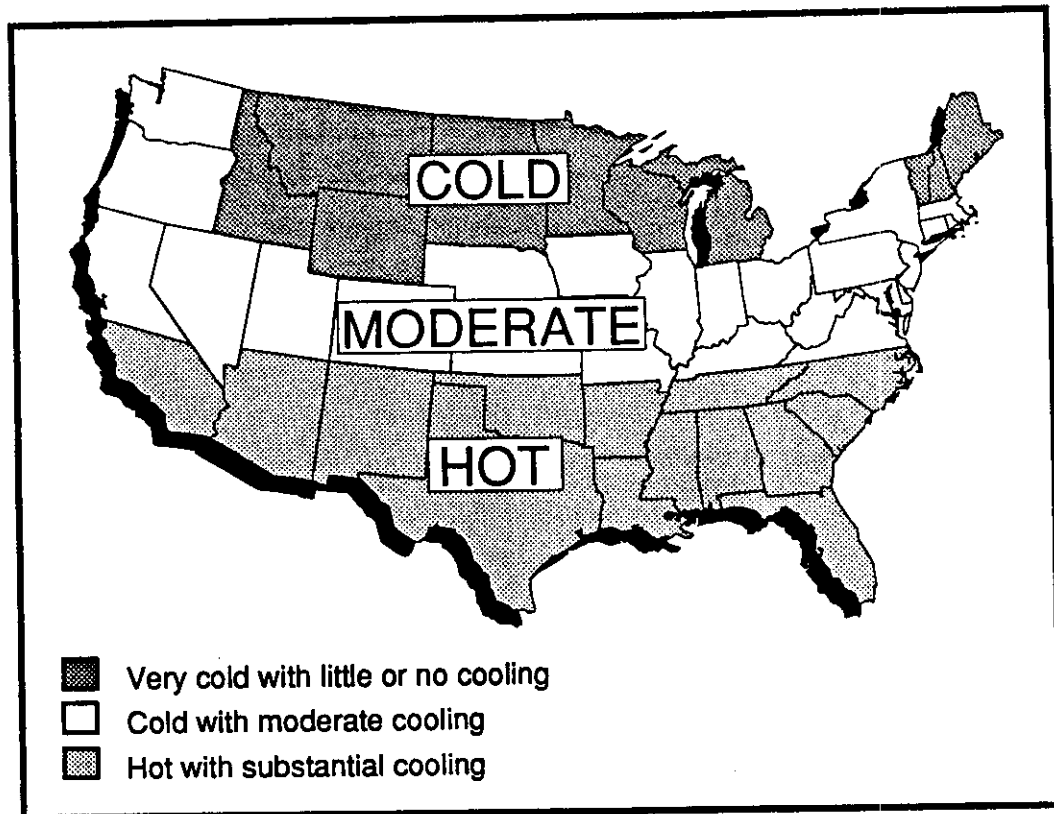 COLD
MODERATE
HOT
Very cold with little or no cooling
Cold with moderate cooling
Hot with substantial cooling